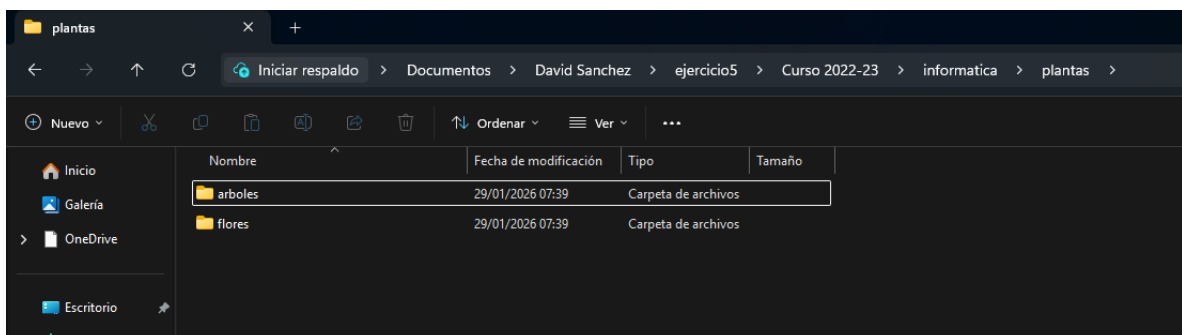 plantas
Iniciar respaldo > Documentos > David Sanchez > ejercicio5 > Curso 2022-23 > informatica > plantas >
Nuevo Ordenar Ver ...
Nombre Fecha de modificación Tipo Tamaño
Inicio
arboles 29/01/2026 07:39 Carpeta de archivos
Galería
flores 29/01/2026 07:39 Carpeta de archivos
OneDrive
Escritorio